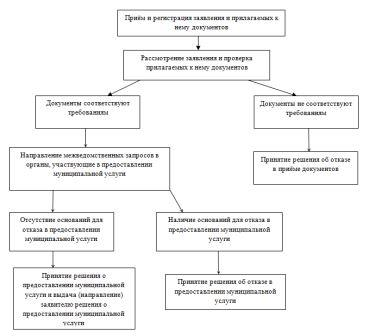 Приём и регистрация заявления и прилагаемых к
нему документов
Рассмотрение заявления и проверка
прилагаемых к нему документов
Документы соответствуют
требованиям
Документы не соответствуют
требованиям
Направление межведомственных запросов в
органы, участвующие в предоставлении
муниципальной услуги
Принятие решения об отказе
в приёме документов
Отсутствие оснований для
отказа в предоставлении
муниципальной услуги
Наличие оснований для отказа в
предоставлении муниципальной
услуги
Принятие решения о
предоставлении муниципальной
услуги и выдача (направление)
заявителю решения о
предоставлении муниципальной
услуги
Принятие решения об отказе в
предоставлении муниципальной
услуги